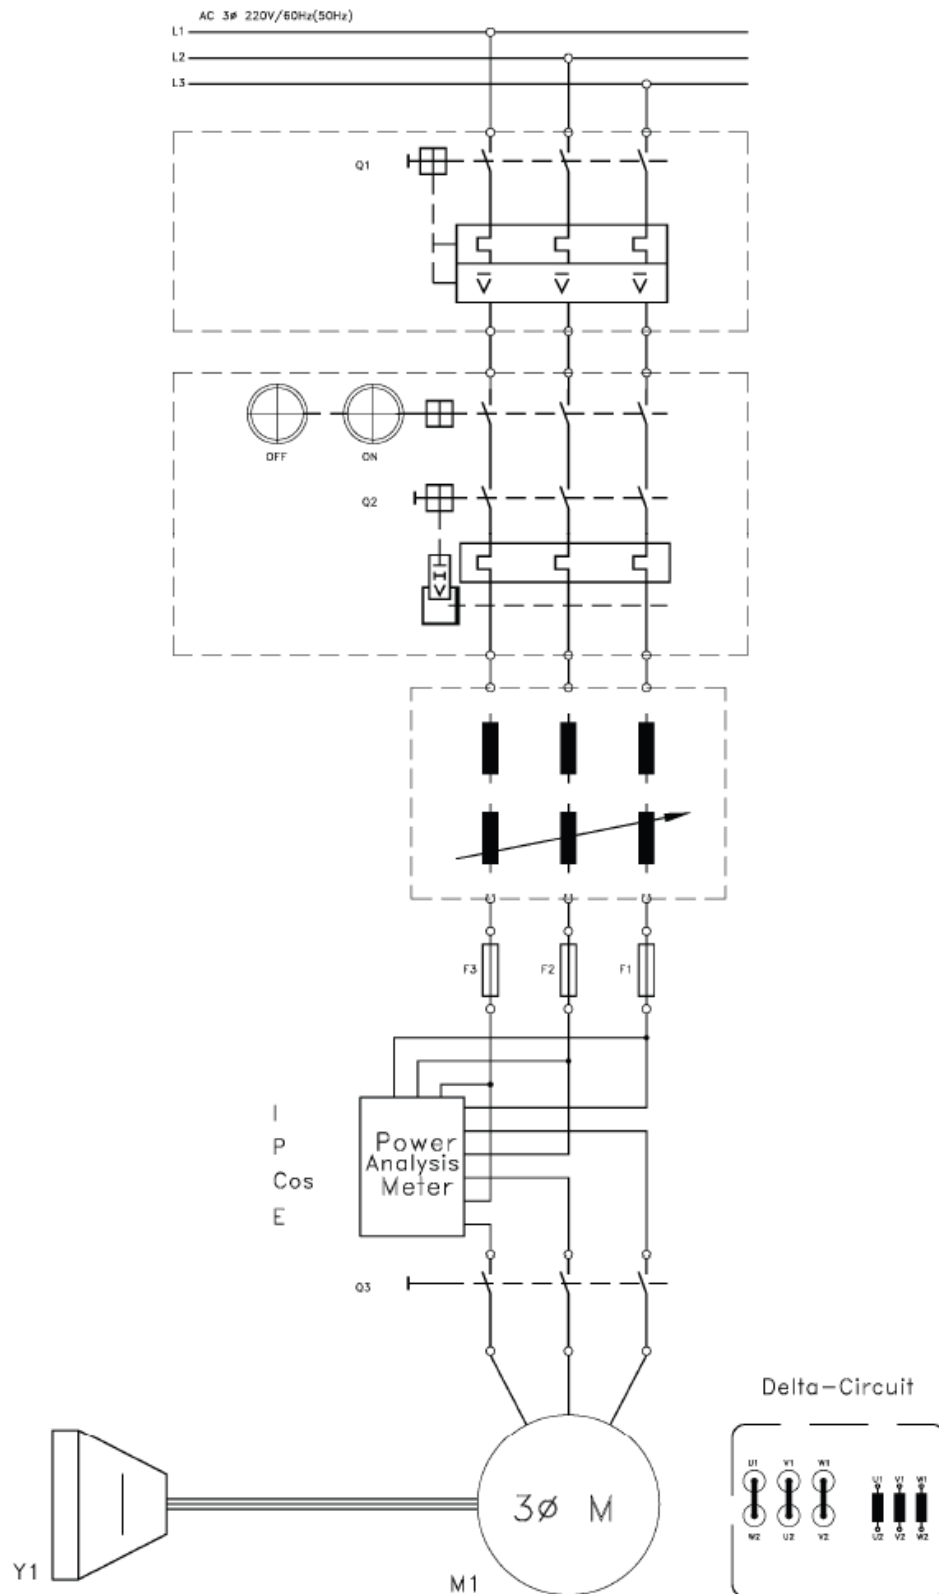 AC 3ø 220V/60Hz(50Hz)
L1
L2
L3
Q1
OFF
ON
Q2
F3
F2
F1
I
P
Cos
E
Power
Analysis
Meter
Q3
Delta-Circuit
U1 V1 W1
W2 U2 V2
U1 V1 W1
U2 V2 W2
3ø M
Y1
M1